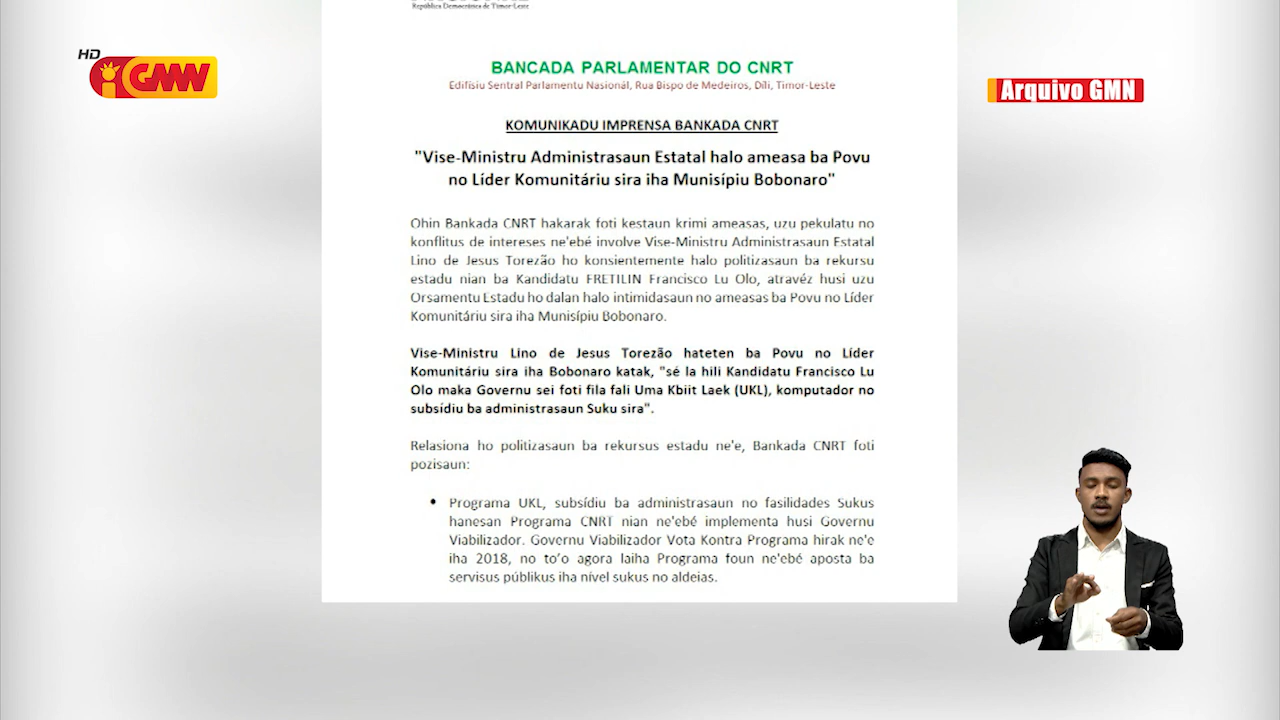 República Democrática de Timor-Leste
HD
GMN
Arquivo GMN
BANCADA PARLAMENTAR DO CNRT
Edifísiu Sentral Parlamentu Nasional, Rua Bispo de Medeiros, Díli, Timor-Leste
KOMUNIKADU IMPRENSA BANKADA CNRT
"Vise-Ministru Administrasaun Estatal halo ameasa ba Povu
no Líder Komunitáriu sira iha Munisípiu Bobonaro"
Ohin Bankada CNRT hakarak foti kestaun krimi ameasas, uzu pekulatu no
konflitus de intereses ne'ebé involve Vise-Ministru Administrasaun Estatal
Lino de Jesus Torezão ho konsientemente halo politizasaun ba rekursu
estadu nian ba Kandidatu FRETILIN Francisco Lu Olo, atravéz husi uzu
Orsamentu Estadu ho dalan halo intimidasaun no ameasas ba Povu no Líder
Komunitáriu sira iha Munisípiu Bobonaro.
Vise-Ministru Lino de Jesus Torezão hateten ba Povu no Líder
Komunitáriu sira iha Bobonaro katak, "sé la hili Kandidatu Francisco Lu
Olo maka Governu sei foti fila fali Uma Kbiit Laek (UKL), komputador no
subsídiu ba administrasaun Suku sira".
Relasiona ho politizasaun ba rekursus estadu ne'e, Bankada CNRT foti
pozisaun:
• Programa UKL, subsídiu ba administrasaun no fasilidades Sukus
hanesan Programa CNRT nian ne'ebé implementa husi Governu
Viabilizador. Governu Viabilizador Vota Kontra Programa hirak ne'e
iha 2018, no to'o agora laiha Programa foun ne'ebé aposta ba
servisus públikus iha nível sukus no aldeias.